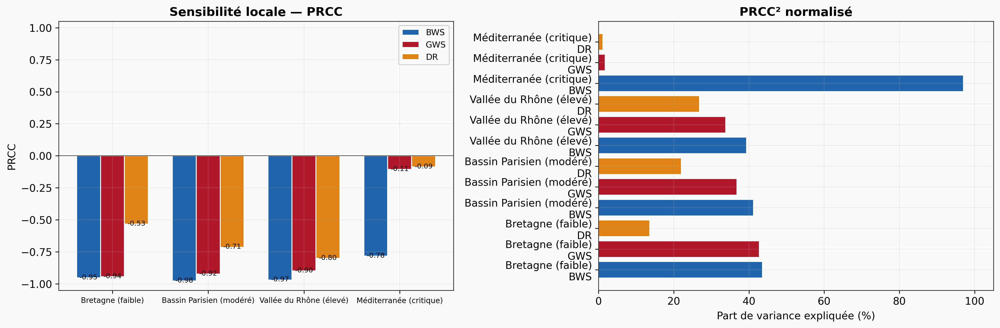 Sensibilité locale — PRCC
PRCC
1.00
0.75
0.50
0.25
0.00
−0.25
−0.50
−0.75
−1.00
BWS
GWS
DR
-0.95
-0.94
-0.53
-0.98
-0.92
-0.71
-0.97
-0.90
-0.80
-0.78
-0.11
-0.09
Bretagne (faible)
Bassin Parisien (modéré)
Vallée du Rhône (élevé)
Méditerranée (critique)
PRCC² normalisé
Méditerranée (critique)
DR
Méditerranée (critique)
GWS
Méditerranée (critique)
BWS
Vallée du Rhône (élevé)
DR
Vallée du Rhône (élevé)
GWS
Vallée du Rhône (élevé)
BWS
Bassin Parisien (modéré)
DR
Bassin Parisien (modéré)
GWS
Bassin Parisien (modéré)
BWS
Bretagne (faible)
DR
Bretagne (faible)
GWS
Bretagne (faible)
BWS
0
20
40
60
80
100
Part de variance expliquée (%)